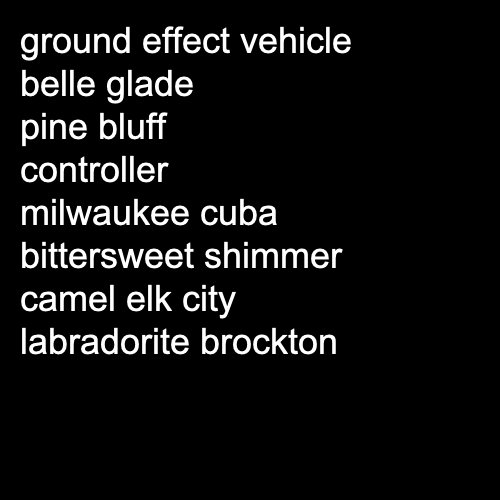 ground effect vehicle
belle glade
pine bluff
controller
milwaukee cuba
bittersweet shimmer
camel elk city
labradorite brockton